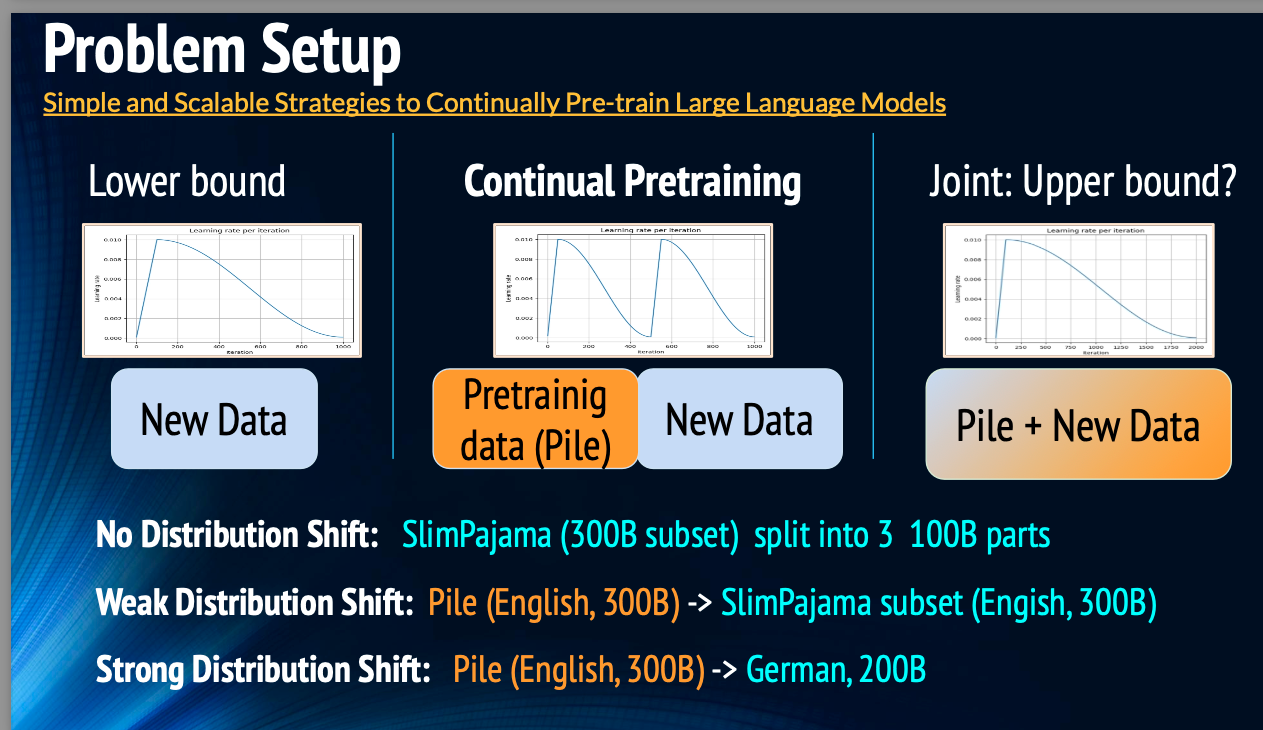 Problem Setup
Simple and Scalable Strategies to Continually Pre-train Large Language Models
Lower bound
Learning rate per iteration
0.010
0.008
0.006
0.004
0.002
0.000
Learning rate
0 200 400 600 800 1000
Iteration
New Data
Continual Pretraining
Learning rate per iteration
0.010
0.008
0.006
0.004
0.002
0.000
Learning rate
0 200 400 600 800 1000
Iteration
Pretrainig
data (Pile)
New Data
Joint: Upper bound?
Learning rate per iteration
0.010
0.008
0.006
0.004
0.002
0.000
Learning rate
0 250 500 750 1000 1250 1500 1750 2000
Iteration
Pile + New Data
No Distribution Shift: SlimPajama (300B subset) split into 3 100B parts
Weak Distribution Shift: Pile (English, 300B) -> SlimPajama subset (Engish, 300B)
Strong Distribution Shift: Pile (English, 300B) -> German, 200B